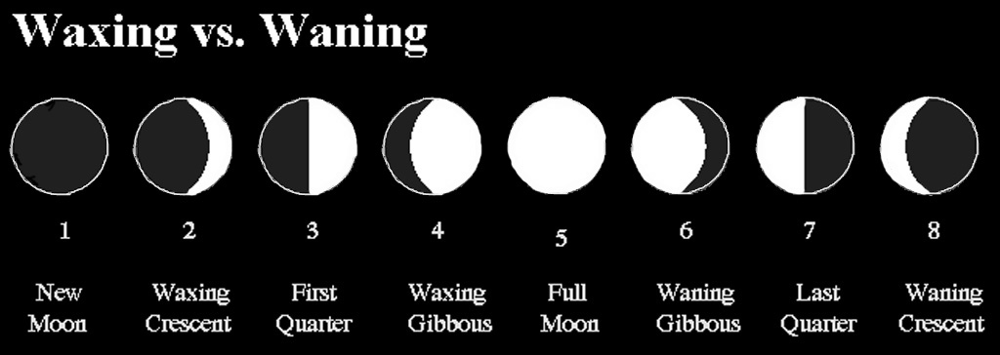 Waxing vs. Waning
1 2 3 4 5 6 7 8
New Waxing First Waxing Full Waning Last Waning
Moon Crescent Quarter Gibbous Moon Gibbous Quarter Crescent